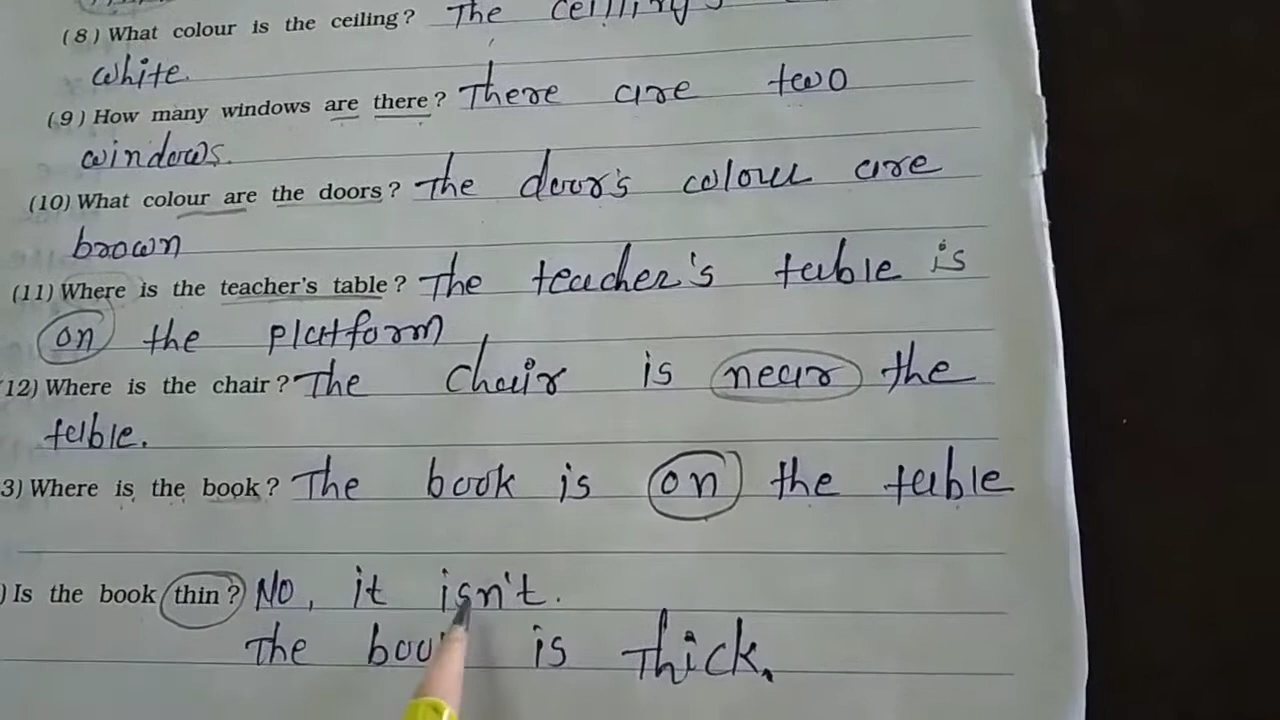 (8) What colour is the ceiling? The ceiling's
white.
(9) How many windows are there? There are two
windows.
(10) What colour are the doors? The door's colour are
brown
(11) Where is the teacher's table? The teacher's table is
on the platform
12) Where is the chair? The chair is near the
table.
3) Where is the book? The book is on the table
) Is the book thin? No, it isn't.
The book is thick.